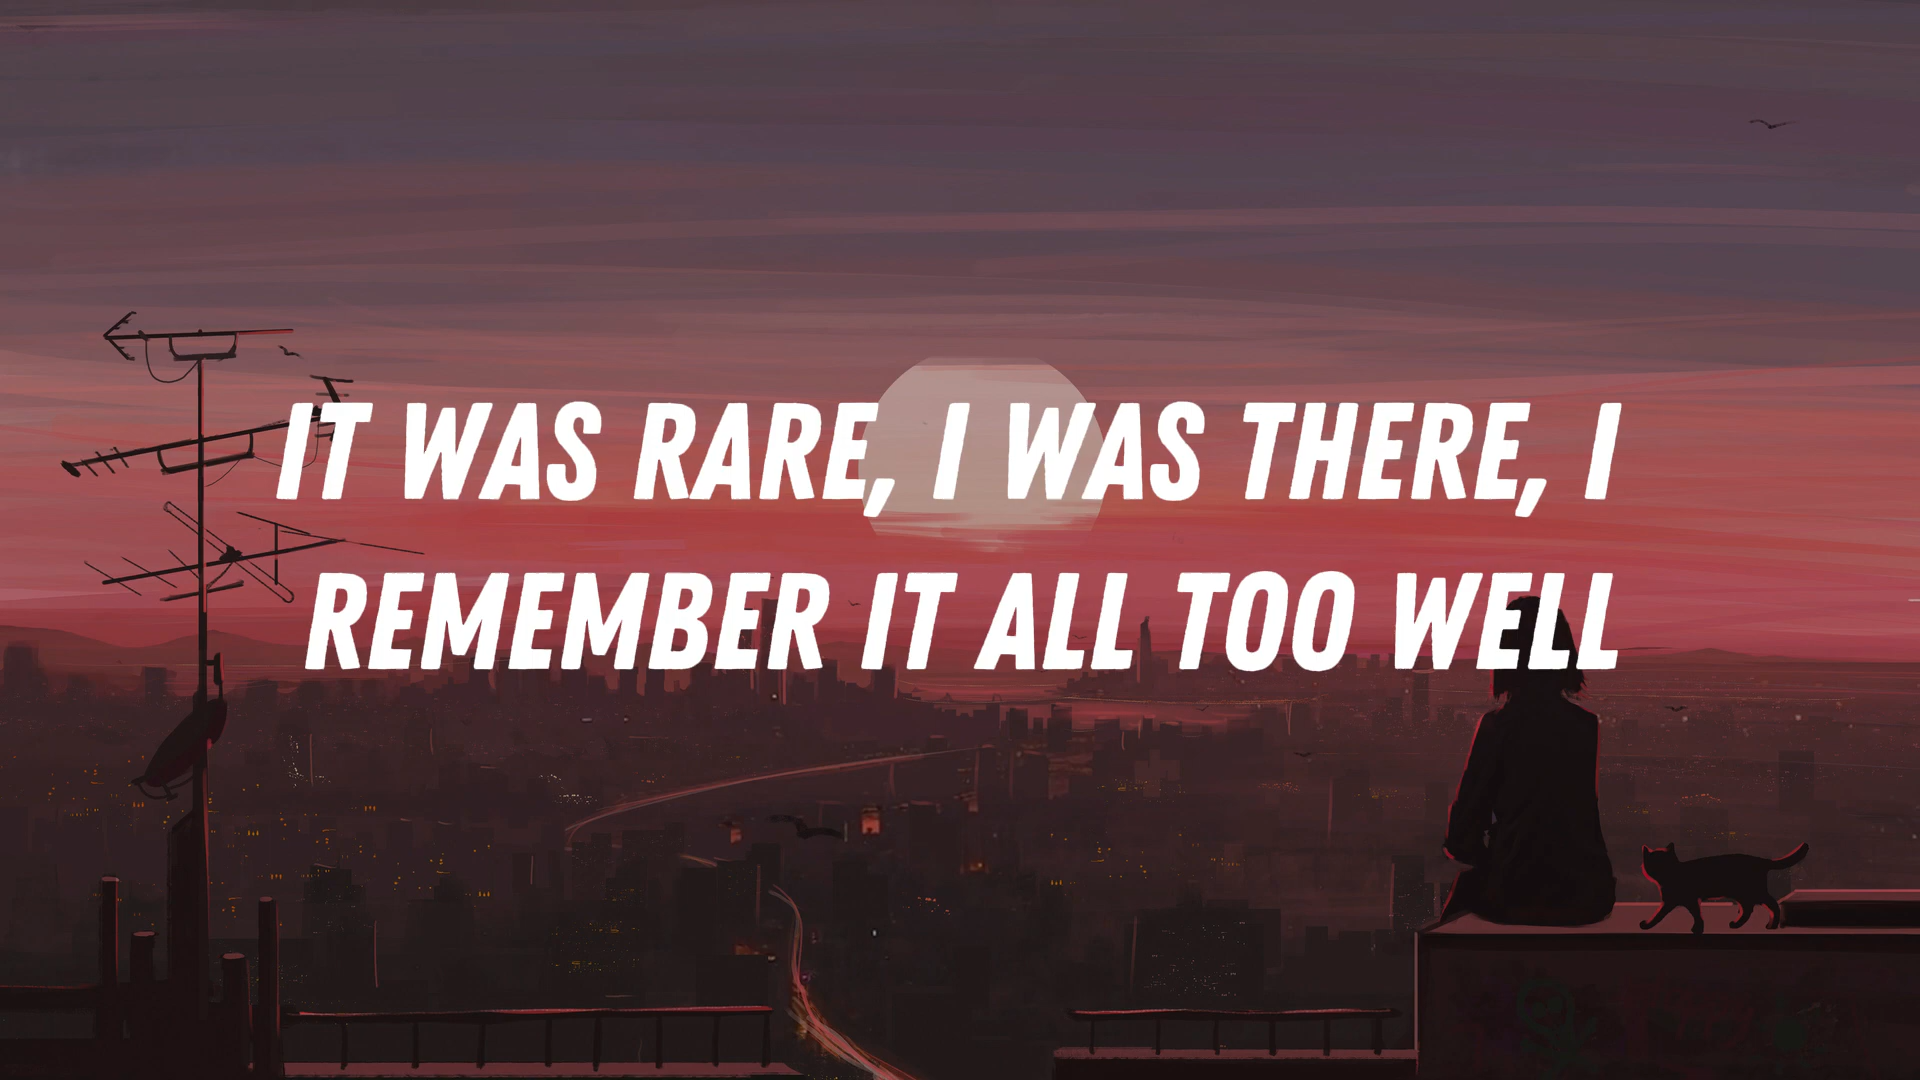 IT WAS RARE, I WAS THERE, I
REMEMBER IT ALL TOO WELL